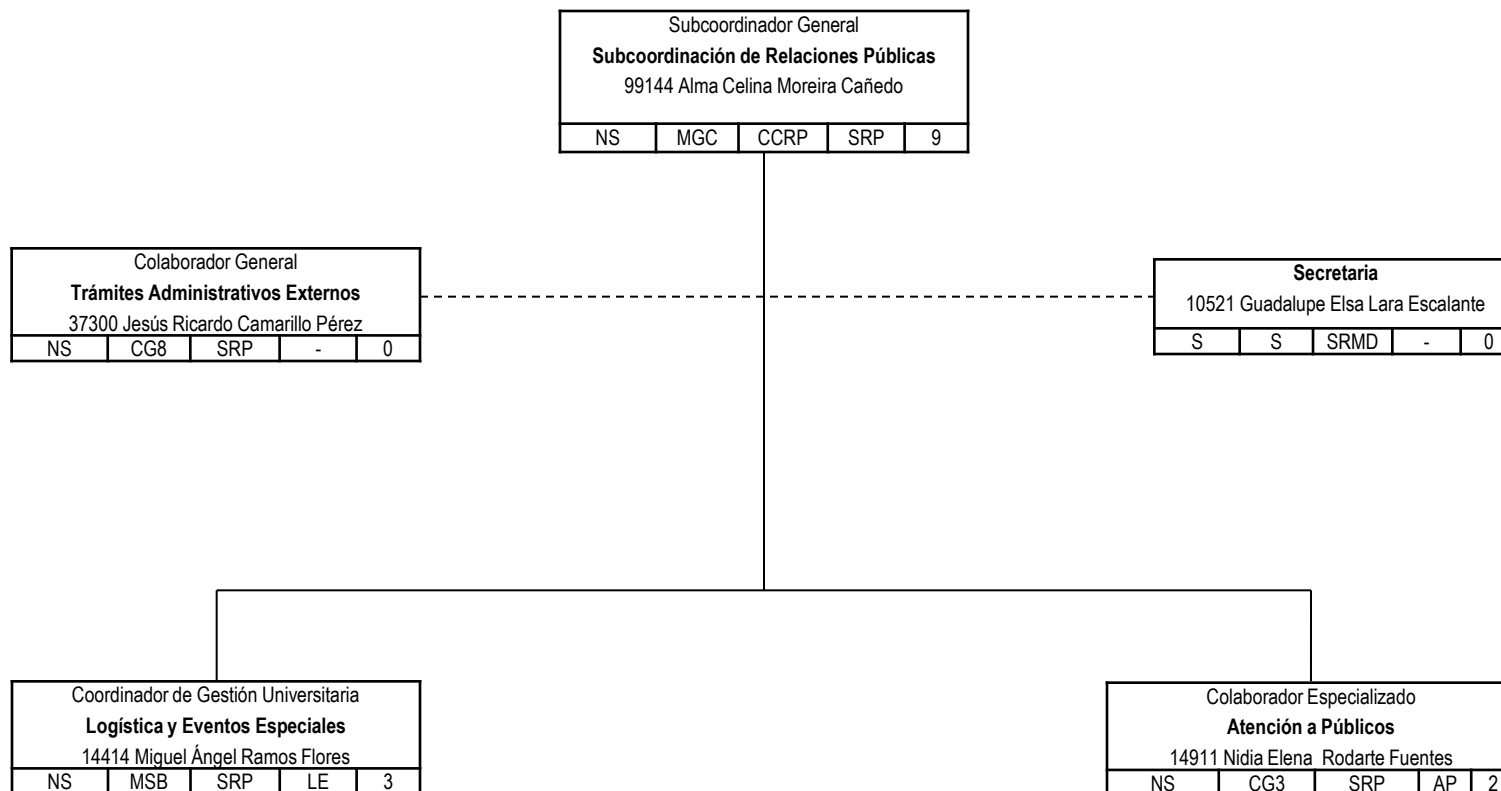 Subcoordinador General
Subcoordinación de Relaciones Públicas
99144 Alma Celina Moreira Cañedo
NS MGC CCRP SRP 9
Colaborador General
Trámites Administrativos Externos
37300 Jesús Ricardo Camarillo Pérez
NS CG8 SRP - 0
Secretaria
10521 Guadalupe Elsa Lara Escalante
S S SRMD - 0
Coordinador de Gestión Universitaria
Logística y Eventos Especiales
14414 Miguel Ángel Ramos Flores
NS MSB SRP LE 3
Colaborador Especializado
Atención a Públicos
14911 Nidia Elena  Rodarte Fuentes
NS CG3 SRP AP 2